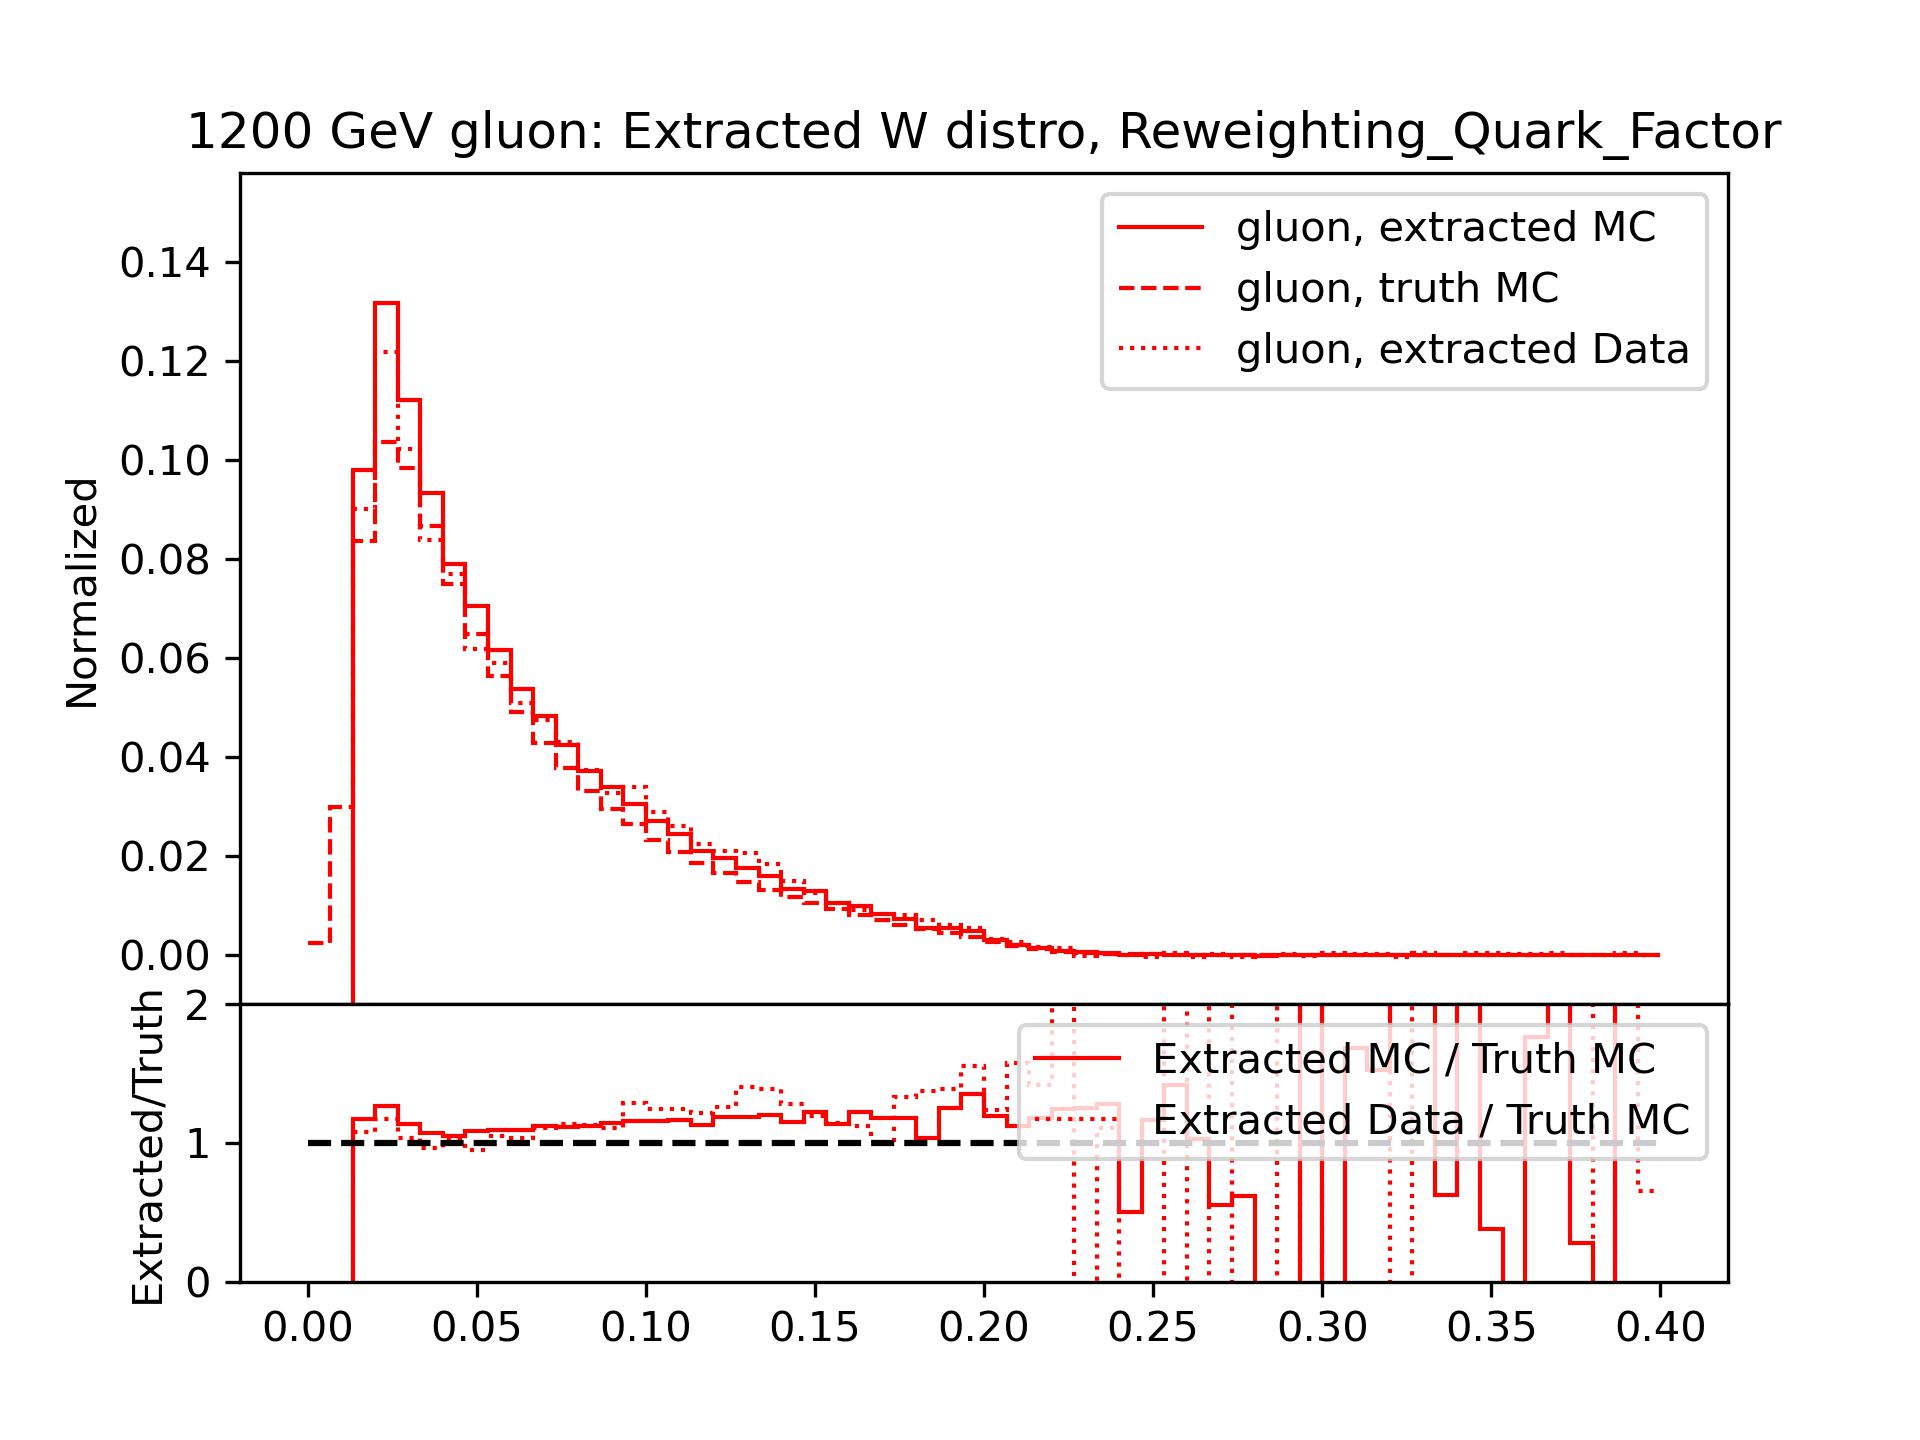 1200 GeV gluon: Extracted W distro, Reweighting_Quark_Factor
gluon, extracted MC
gluon, truth MC
gluon, extracted Data
Normalized
0.14
0.12
0.10
0.08
0.06
0.04
0.02
0.00
Extracted/Truth
2
1
0
Extracted MC / Truth MC
Extracted Data / Truth MC
0.00 0.05 0.10 0.15 0.20 0.25 0.30 0.35 0.40